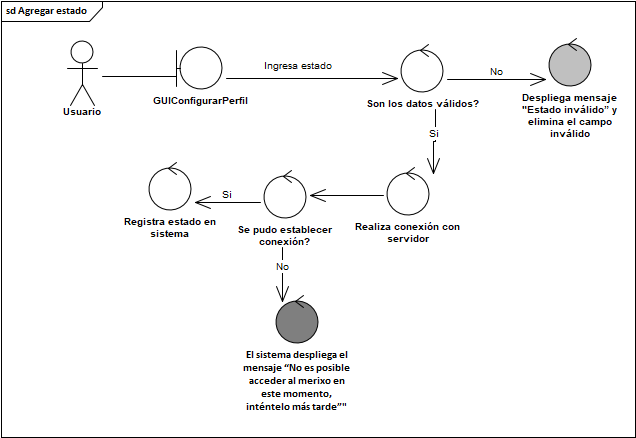 sd Agregar estado
Usuario
GUIConfigurarPerfil
Ingresa estado
Son los datos válidos?
No
Despliega mensaje
"Estado inválido” y
elimina el campo
inválido
Si
Realiza conexión con
servidor
Se pudo establecer
conexión?
Si
Registra estado en
sistema
No
El sistema despliega el
mensaje “No es posible
acceder al merixo en
este momento,
inténtelo más tarde”"